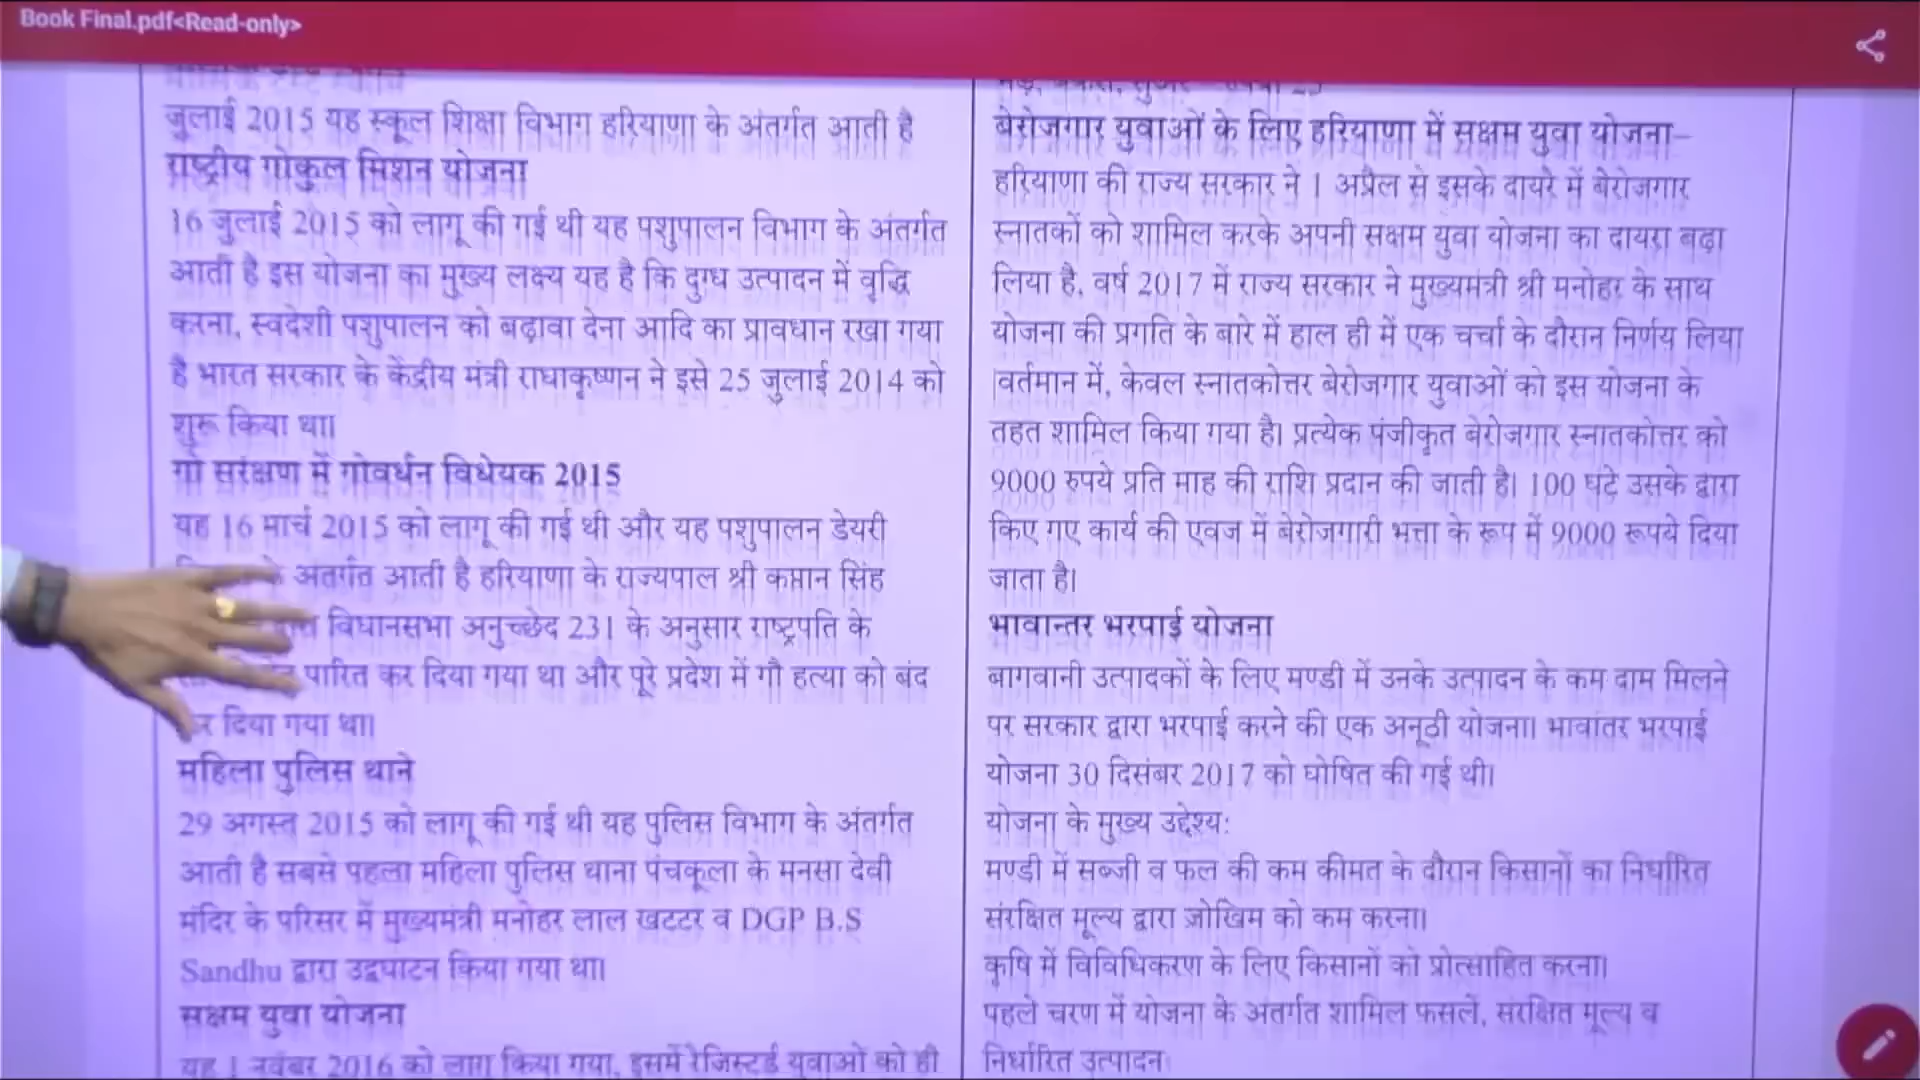 Book Final.pdf<Read-only>
जुलाई 2015 यह स्कूल शिक्षा विभाग हरियाणा के अंतर्गत आती है
राष्ट्रीय गोकुल मिशन योजना
16 जुलाई 2015 को लागू की गई थी यह पशुपालन विभाग के अंतर्गत
आती है इस योजना का मुख्य लक्ष्य यह है कि दुग्ध उत्पादन में वृद्धि
करना, स्वदेशी पशुपालन को बढ़ावा देना आदि का प्रावधान रखा गया
है भारत सरकार के केंद्रीय मंत्री राधाकृष्णन ने इसे 25 जुलाई 2014 को
शुरू किया था।
गौ सरंक्षण में गोवर्धन विधेयक 2015
यह 16 मार्च 2015 को लागू की गई थी और यह पशुपालन डेयरी
के अंतर्गत आती है हरियाणा के राज्यपाल श्री कप्तान सिंह
विधानसभा अनुच्छेद 231 के अनुसार राष्ट्रपति के
पारित कर दिया गया था और पूरे प्रदेश में गौ हत्या को बंद
दिया गया था।
महिला पुलिस थाने
29 अगस्त 2015 को लागू की गई थी यह पुलिस विभाग के अंतर्गत
आती है सबसे पहला महिला पुलिस थाना पंचकूला के मनसा देवी
मंदिर के परिसर में मुख्यमंत्री मनोहर लाल खटटर व DGP B.S
Sandhu द्वारा उद्घघाटन किया गया था।
सक्षम युवा योजना
यह 1 नवंबर 2016 को लागू किया गया, इसमें रेजिस्टर्ड युवाओं को ही
बेरोजगार युवाओं के लिए हरियाणा में सक्षम युवा योजना–
हरियाणा की राज्य सरकार ने 1 अप्रैल से इसके दायरे में बेरोजगार
स्नातकों को शामिल करके अपनी सक्षम युवा योजना का दायरा बढ़ा
लिया है, वर्ष 2017 में राज्य सरकार ने मुख्यमंत्री श्री मनोहर के साथ
योजना की प्रगति के बारे में हाल ही में एक चर्चा के दौरान निर्णय लिया
|वर्तमान में, केवल स्नातकोत्तर बेरोजगार युवाओं को इस योजना के
तहत शामिल किया गया है। प्रत्येक पंजीकृत बेरोजगार स्नातकोत्तर को
9000 रुपये प्रति माह की राशि प्रदान की जाती है। 100 घंटे उसके द्वारा
किए गए कार्य की एवज में बेरोजगारी भत्ता के रूप में 9000 रूपये दिया
जाता है।
भावान्तर भरपाई योजना
बागवानी उत्पादकों के लिए मण्डी में उनके उत्पादन के कम दाम मिलने
पर सरकार द्वारा भरपाई करने की एक अनूठी योजना। भावांतर भरपाई
योजना 30 दिसंबर 2017 को घोषित की गई थी।
योजना के मुख्य उद्देश्य:
मण्डी में सब्जी व फल की कम कीमत के दौरान किसानों का निर्धारित
संरक्षित मूल्य द्वारा जोखिम को कम करना।
कृषि में विविधिकरण के लिए किसानों को प्रोत्साहित करना।
पहले चरण में योजना के अंतर्गत शामिल फसलें, संरक्षित मूल्य व
निर्धारित उत्पादन